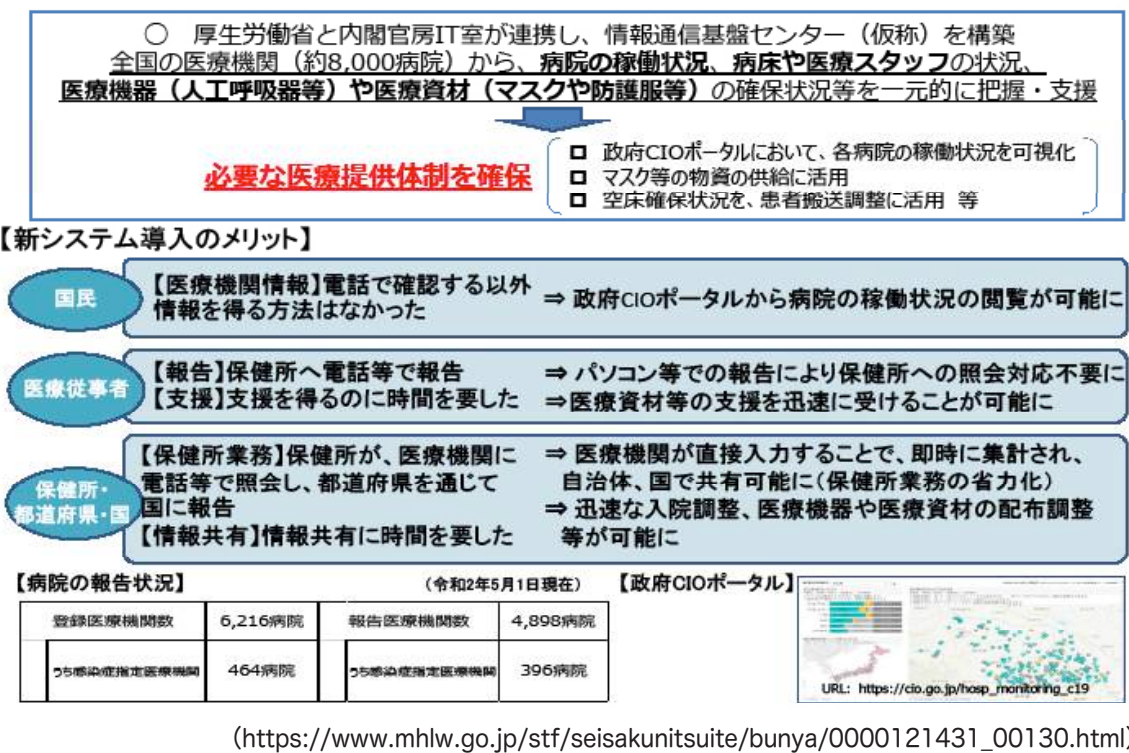 ○ 厚生労働省と内閣官房IT室が連携し、情報通信基盤センター（仮称）を構築
全国の医療機関（約8,000病院）から、病院の稼働状況、病床や医療スタッフの状況、
医療機器（人工呼吸器等）や医療資材（マスクや防護服等）の確保状況等を一元的に把握・支援
必要な医療提供体制を確保
□ 政府CIOポータルにおいて、各病院の稼働状況を可視化
□ マスク等の物資の供給に活用
□ 空床確保状況を、患者搬送調整に活用 等
【新システム導入のメリット】
国民
【医療機関情報】電話で確認する以外
情報を得る方法はなかった
⇒ 政府CIOポータルから病院の稼働状況の閲覧が可能に
医療従事者
【報告】保健所へ電話等で報告
【支援】支援を得るのに時間を要した
⇒ パソコン等での報告により保健所への照会対応不要に
⇒医療資材等の支援を迅速に受けることが可能に
保健所・
都道府県・国
【保健所業務】保健所が、医療機関に
電話等で照会し、都道府県を通じて
国に報告
【情報共有】情報共有に時間を要した
⇒ 医療機関が直接入力することで、即時に集計され、
自治体、国で共有可能に（保健所業務の省力化）
⇒ 迅速な入院調整、医療機器や医療資材の配布調整
等が可能に
【病院の報告状況】 （令和2年5月1日現在）
登録医療機関数 6,216病院 報告医療機関数 4,898病院
うち感染症指定医療機関 464病院 うち感染症指定医療機関 396病院
【政府CIOポータル】
URL: https://cio.go.jp/hosp_monitoring_c19
（https://www.mhlw.go.jp/stf/seisakunitsuite/bunya/0000121431_00130.html）